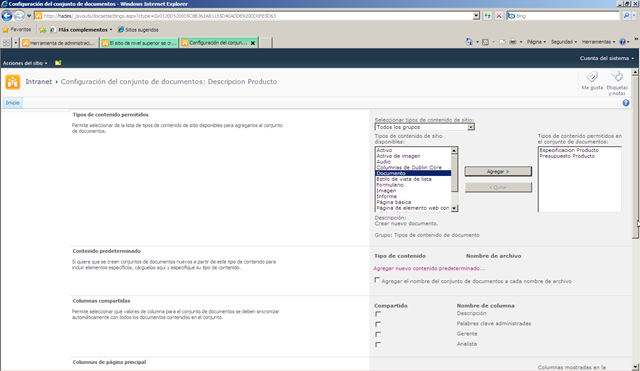 Configuración del conjunto de documentos - Windows Internet Explorer
Bing
Favoritos
Más complementos
Sitios sugeridos
Herramienta de administraci...
El sitio de nivel superior se cr...
Configuración del conjun...
Página
Seguridad
Herramientas
Acciones del sitio
Cuenta del sistema
Intranet
Configuración del conjunto de documentos: Descripcion Producto
Me gusta
Etiquetas y notas
Inicio
Tipos de contenido permitidos
Permite seleccionar de la lista de tipos de contenido de sitio disponibles para agregarlos al conjunto
de documentos.
Seleccionar tipos de contenido de sitio:
Todos los grupos
Tipos de contenido de sitio
disponibles:
Activo
Activo de imagen
Audio
Columnas de Dublin Core
Documento
Estilo de vista de lista
Formulario
Imagen
Informe
Página básica
Página de elemento web con
Agregar >
< Quitar
Tipos de contenido permitidos en
el conjunto de documentos:
Especificacion Producto
Presupuesto Producto
Descripción:
Crear nuevo documento.
Grupo: Tipos de contenido de documento
Contenido predeterminado
Si quiere que se creen conjuntos de documentos nuevos a partir de este tipo de contenido para
incluir elementos específicos, cárguelos aquí y especifique su tipo de contenido.
Tipo de contenido
Nombre de archivo
Agregar nuevo contenido predeterminado...
Agregar el nombre del conjunto de documentos a cada nombre de archivo
Columnas compartidas
Permite seleccionar qué valores de columna para el conjunto de documentos se deben sincronizar
automáticamente con todos los documentos contenidos en el conjunto.
Compartido
Nombre de columna
Descripción
Palabras clave administradas
Gerente
Analista
Columnas de página principal
Columnas mostradas en la